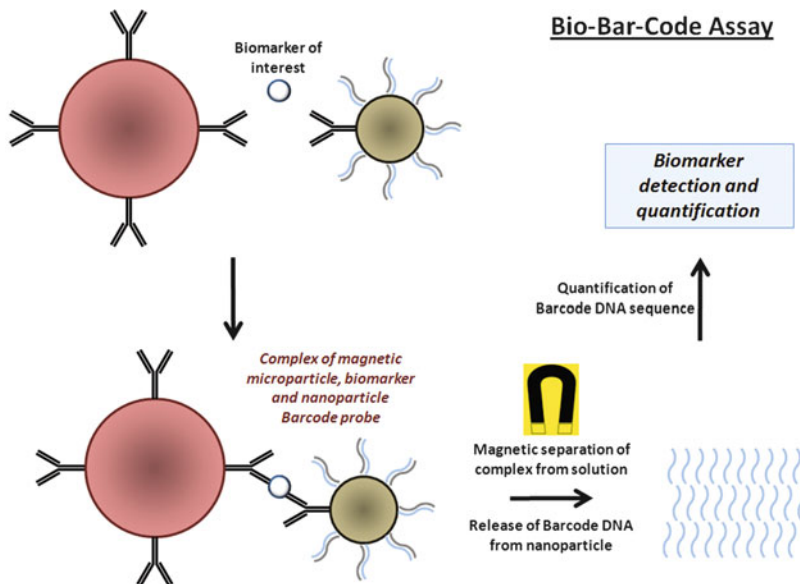 Bio-Bar-Code Assay
Biomarker of
interest
Biomarker
detection and
quantification
Quantification of
Barcode DNA sequence
Complex of magnetic
microparticle, biomarker
and nanoparticle
Barcode probe
Magnetic separation of
complex from solution
Release of Barcode DNA
from nanoparticle